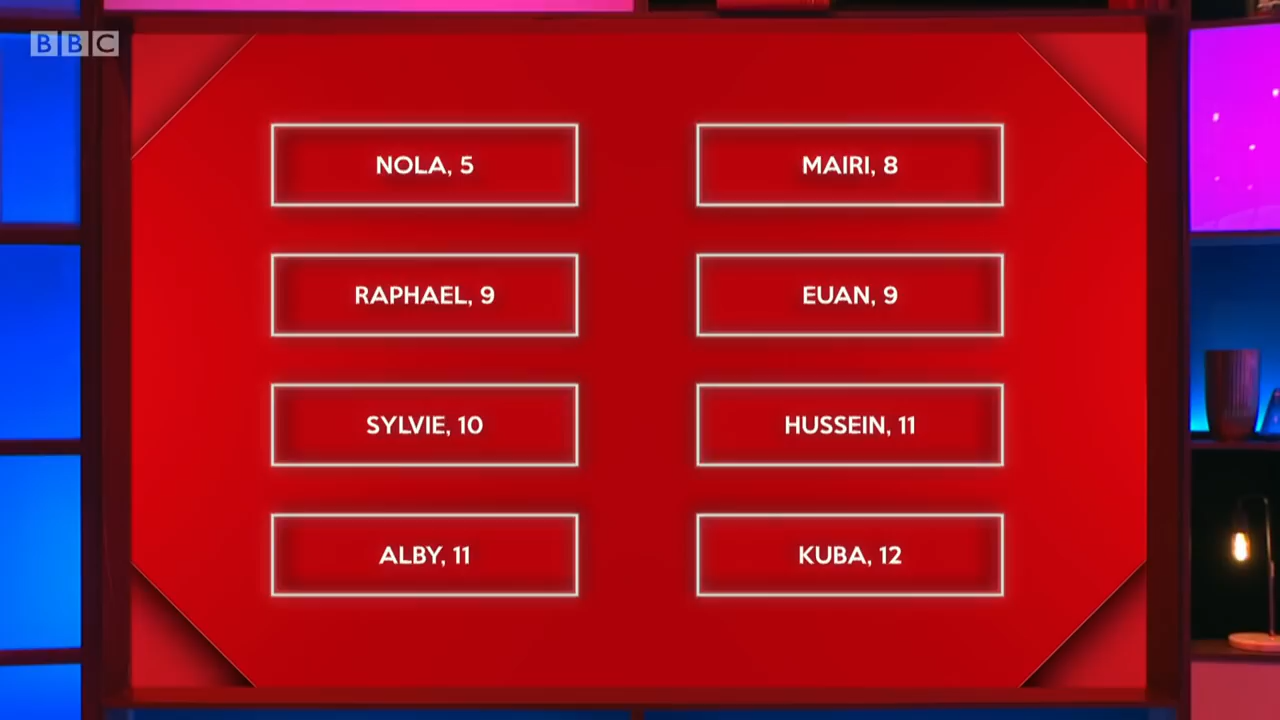 BBC
NOLA, 5
MAIRI, 8
RAPHAEL, 9
EUAN, 9
SYLVIE, 10
HUSSEIN, 11
ALBY, 11
KUBA, 12